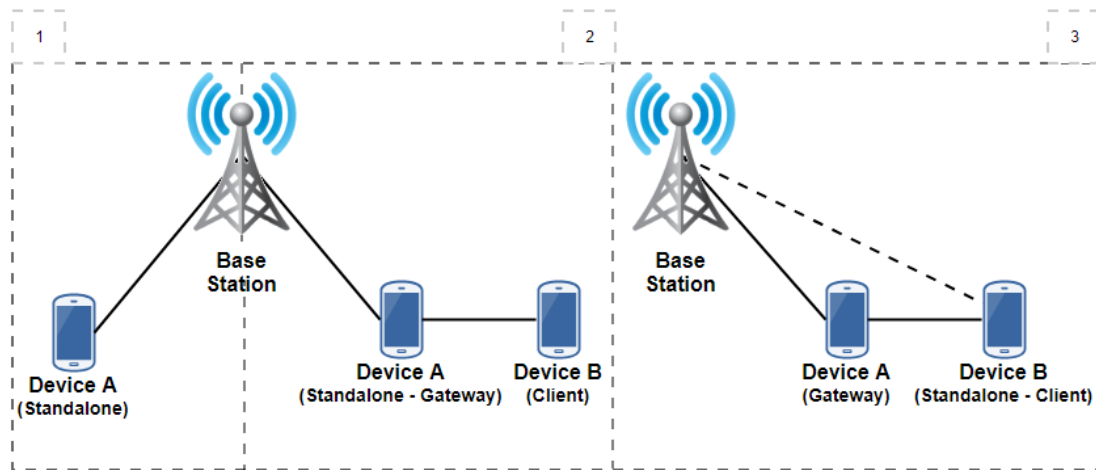 1
2
3
Base
Station
Device A
(Standalone)
Device A
(Standalone - Gateway)
Device B
(Client)
Base
Station
Device A
(Gateway)
Device B
(Standalone - Client)